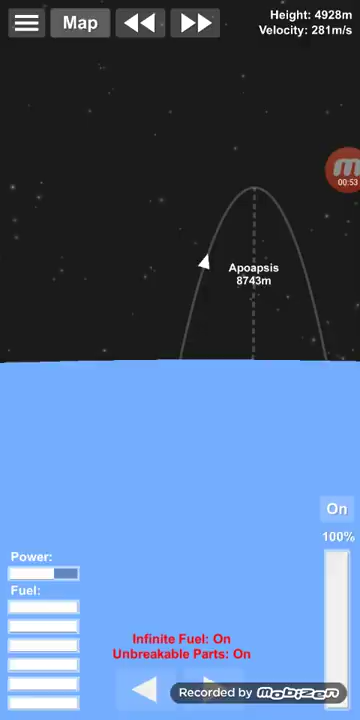 Map
Height: 4928m
Velocity: 281m/s
00:53
Apoapsis
8743m
On
100%
Power:
Fuel:
Infinite Fuel: On
Unbreakable Parts: On
Recorded by mobizen